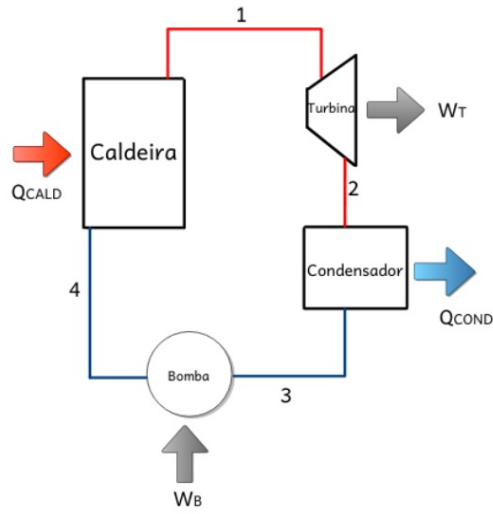 1
Caldeira
Turbina
WT
QCALD
2
Condensador
4
QCOND
Bomba
3
WB